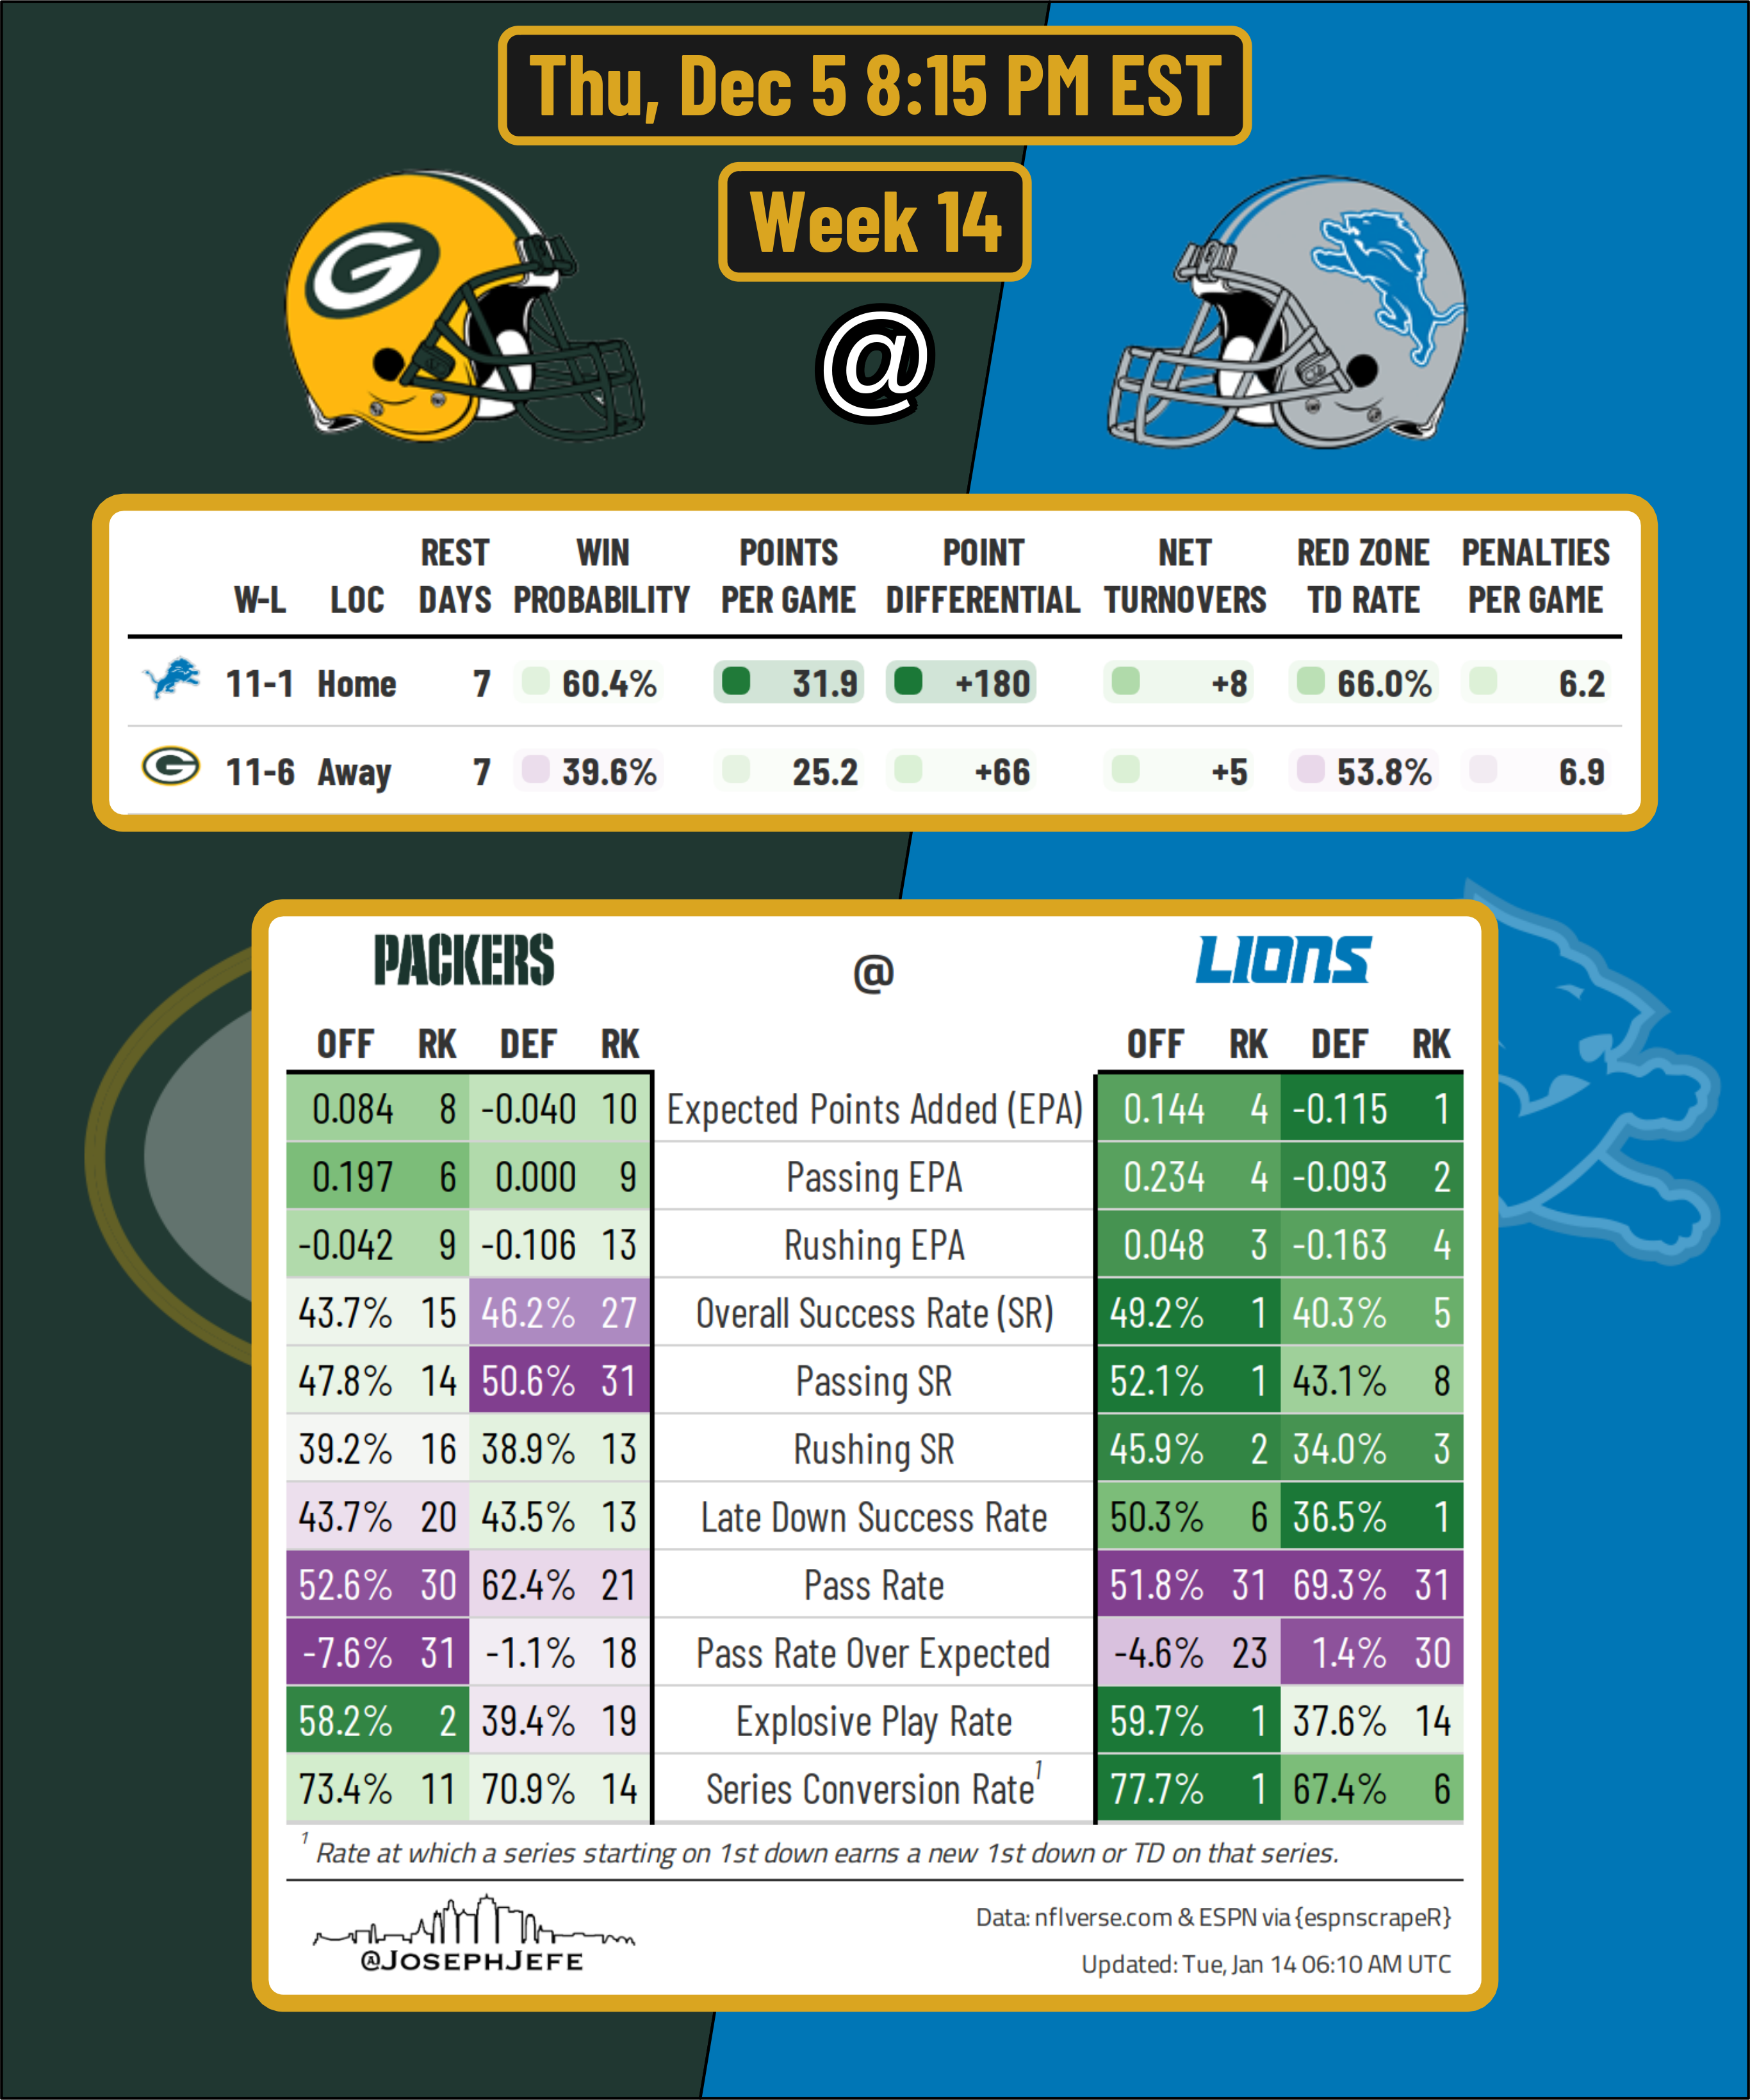 Thu, Dec 5 8:15 PM EST
Week 14
G
@
REST WIN POINTS POINT NET RED ZONE PENALTIES
W-L LOC DAYS PROBABILITY PER GAME DIFFERENTIAL TURNOVERS TD RATE PER GAME
11-1 Home 7 60.4% 31.9 +180 +8 66.0% 6.2
G 11-6 Away 7 39.6% 25.2 +66 +5 53.8% 6.9
PACKERS @ LIONS
OFF RK DEF RK OFF RK DEF RK
0.084 8 -0.040 10 Expected Points Added (EPA) 0.144 4 -0.115 1
0.197 6 0.000 9 Passing EPA 0.234 4 -0.093 2
-0.042 9 -0.106 13 Rushing EPA 0.048 3 -0.163 4
43.7% 15 46.2% 27 Overall Success Rate (SR) 49.2% 1 40.3% 5
47.8% 14 50.6% 31 Passing SR 52.1% 1 43.1% 8
39.2% 16 38.9% 13 Rushing SR 45.9% 2 34.0% 3
43.7% 20 43.5% 13 Late Down Success Rate 50.3% 6 36.5% 1
52.6% 30 62.4% 21 Pass Rate 51.8% 31 69.3% 31
-7.6% 31 -1.1% 18 Pass Rate Over Expected -4.6% 23 1.4% 30
58.2% 2 39.4% 19 Explosive Play Rate 59.7% 1 37.6% 14
73.4% 11 70.9% 14 Series Conversion Rate¹ 77.7% 1 67.4% 6
¹ Rate at which a series starting on 1st down earns a new 1st down or TD on that series.
@JOSEPHJEFE
Data: nflverse.com & ESPN via {espnscrapeR}
Updated: Tue, Jan 14 06:10 AM UTC